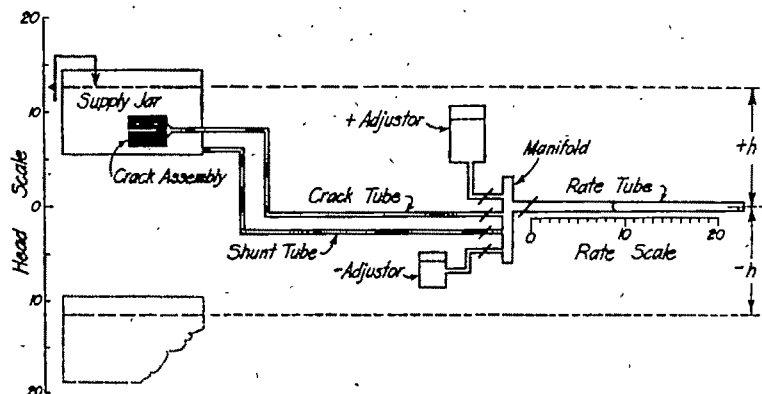 20
10
0
10
20
Head Scale
Supply Jar
Crack Assembly
+ Adjustor
Manifold
Crack Tube
Rate Tube
Shunt Tube
-Adjustor
0 10 20
Rate Scale
+h
-h